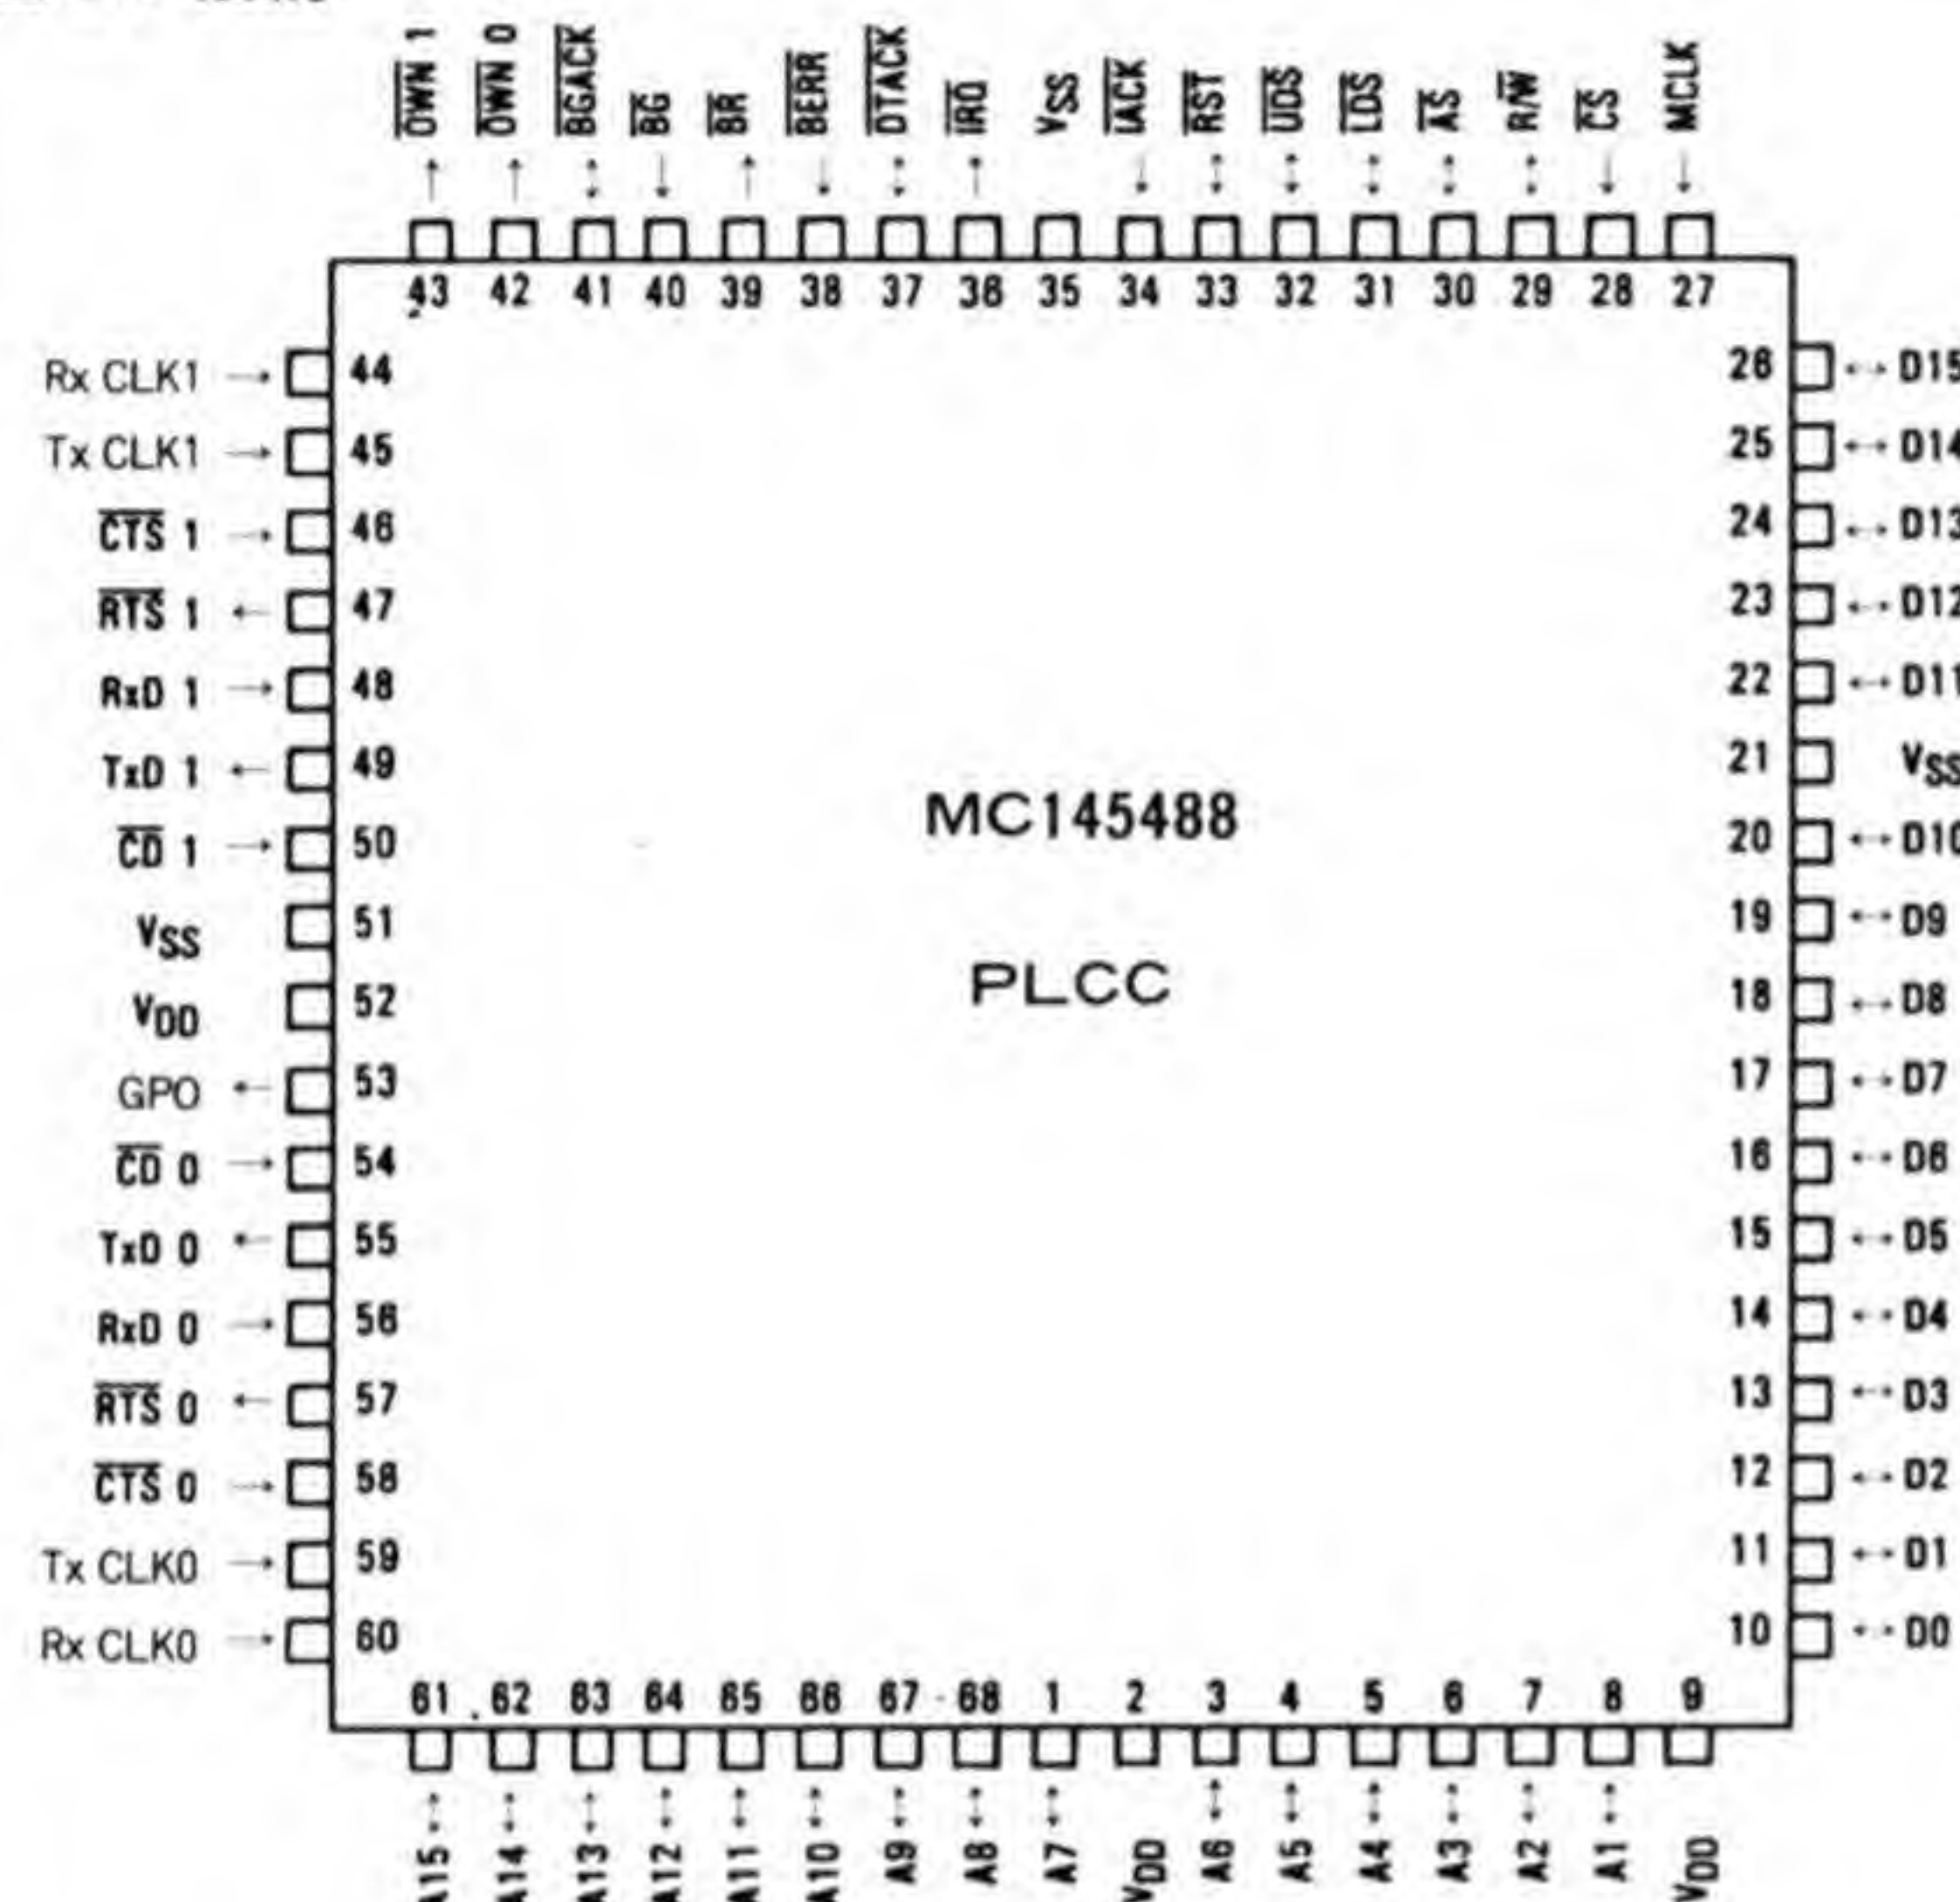 OWN 1 OWN 0 BGACK BG BR BERR DTACK IRQ VSS IACK RST UDS LDS AS R/W CS MCLK
43 42 41 40 39 38 37 36 35 34 33 32 31 30 29 28 27
Rx CLK1 44 26 D15
Tx CLK1 45 25 D14
CTS 1 46 24 D13
RTS 1 47 23 D12
RxD 1 48 22 D11
TxD 1 49 21 VSS
CD 1 50 20 D10
VSS 51 19 D9
VDD 52 18 D8
GPO 53 17 D7
CD 0 54 16 D6
TxD 0 55 15 D5
RxD 0 56 14 D4
RTS 0 57 13 D3
CTS 0 58 12 D2
Tx CLK0 59 11 D1
Rx CLK0 60 10 D0
MC145488
PLCC
61 62 63 64 65 66 67 68 1 2 3 4 5 6 7 8 9
A15 A14 A13 A12 A11 A10 A9 A8 A7 VDD A6 A5 A4 A3 A2 A1 VDD